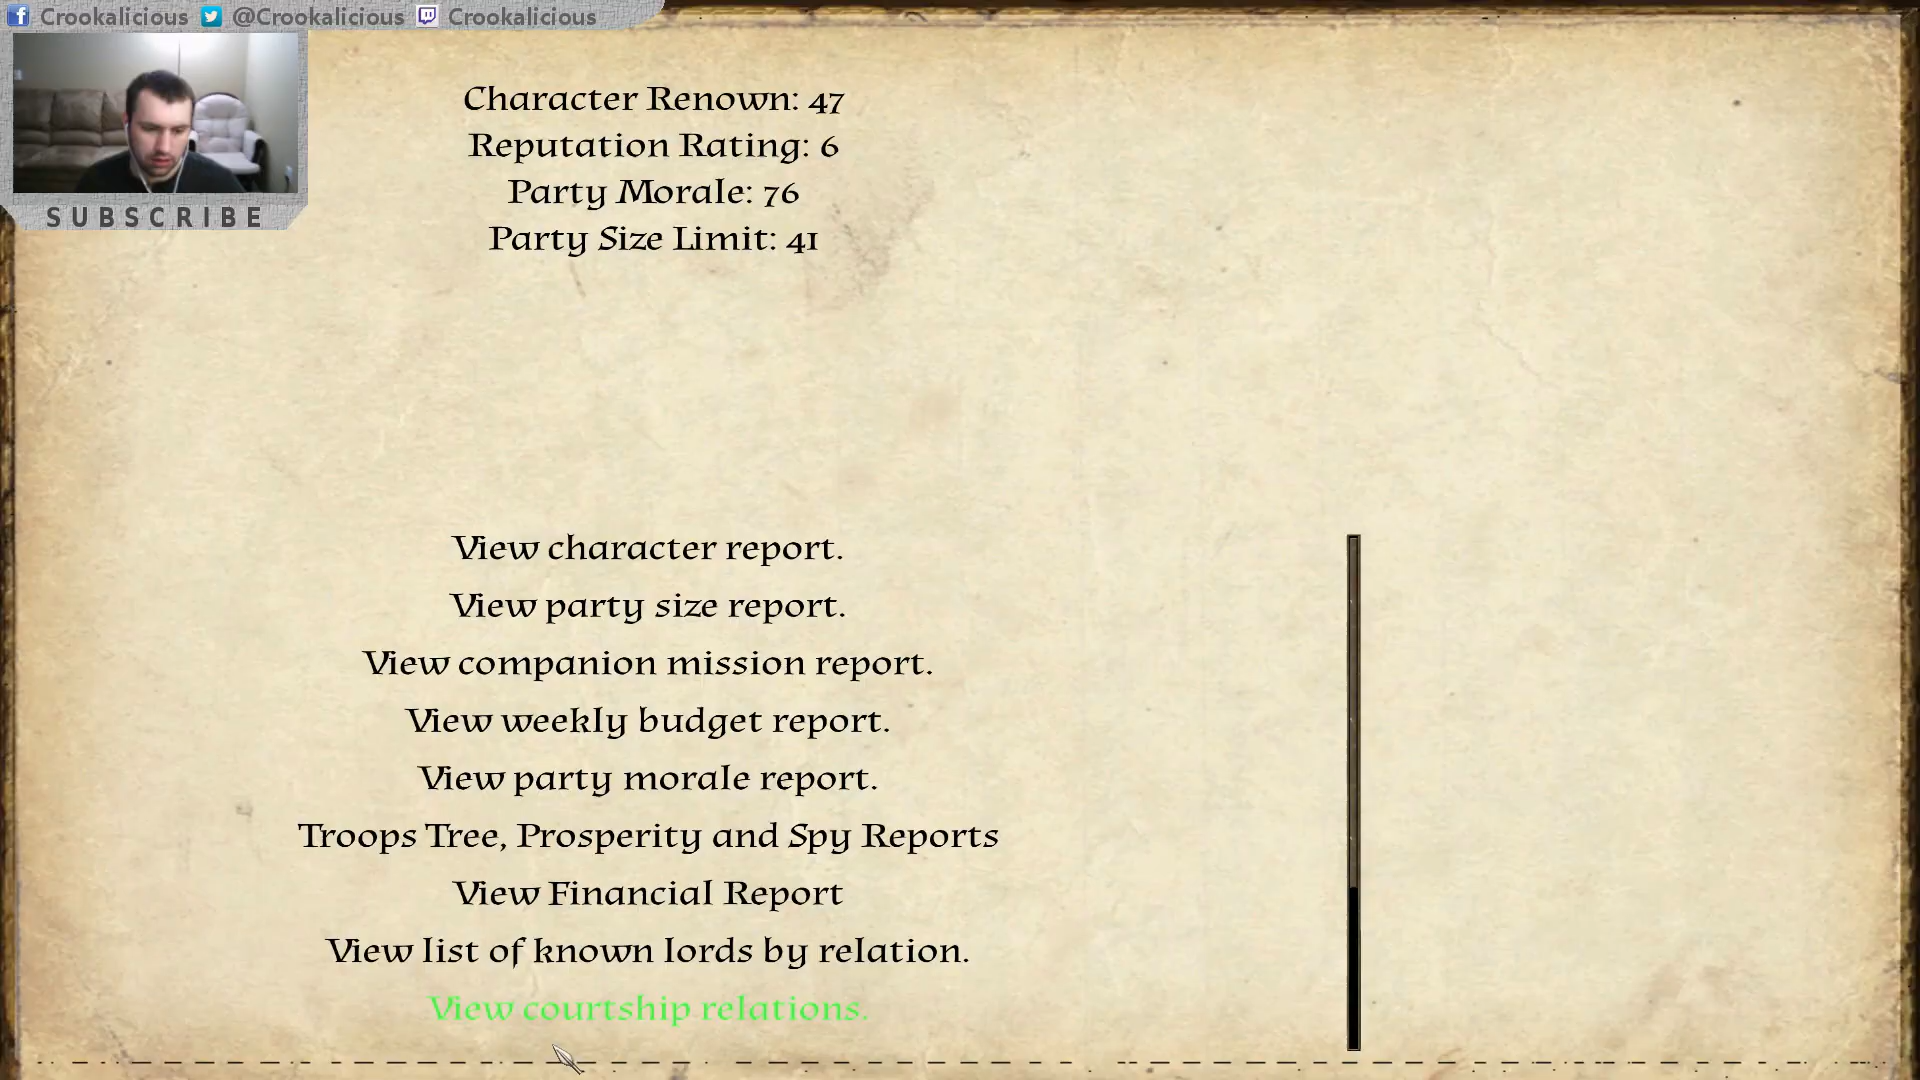 Crookalicious @Crookalicious Crookalicious
SUBSCRIBE
Character Renown: 47
Reputation Rating: 6
Party Morale: 76
Party Size Limit: 41
View character report.
View party size report.
View companion mission report.
View weekly budget report.
View party morale report.
Troops Tree, Prosperity and Spy Reports
View Financial Report
View list of known lords by relation.
View courtship relations.